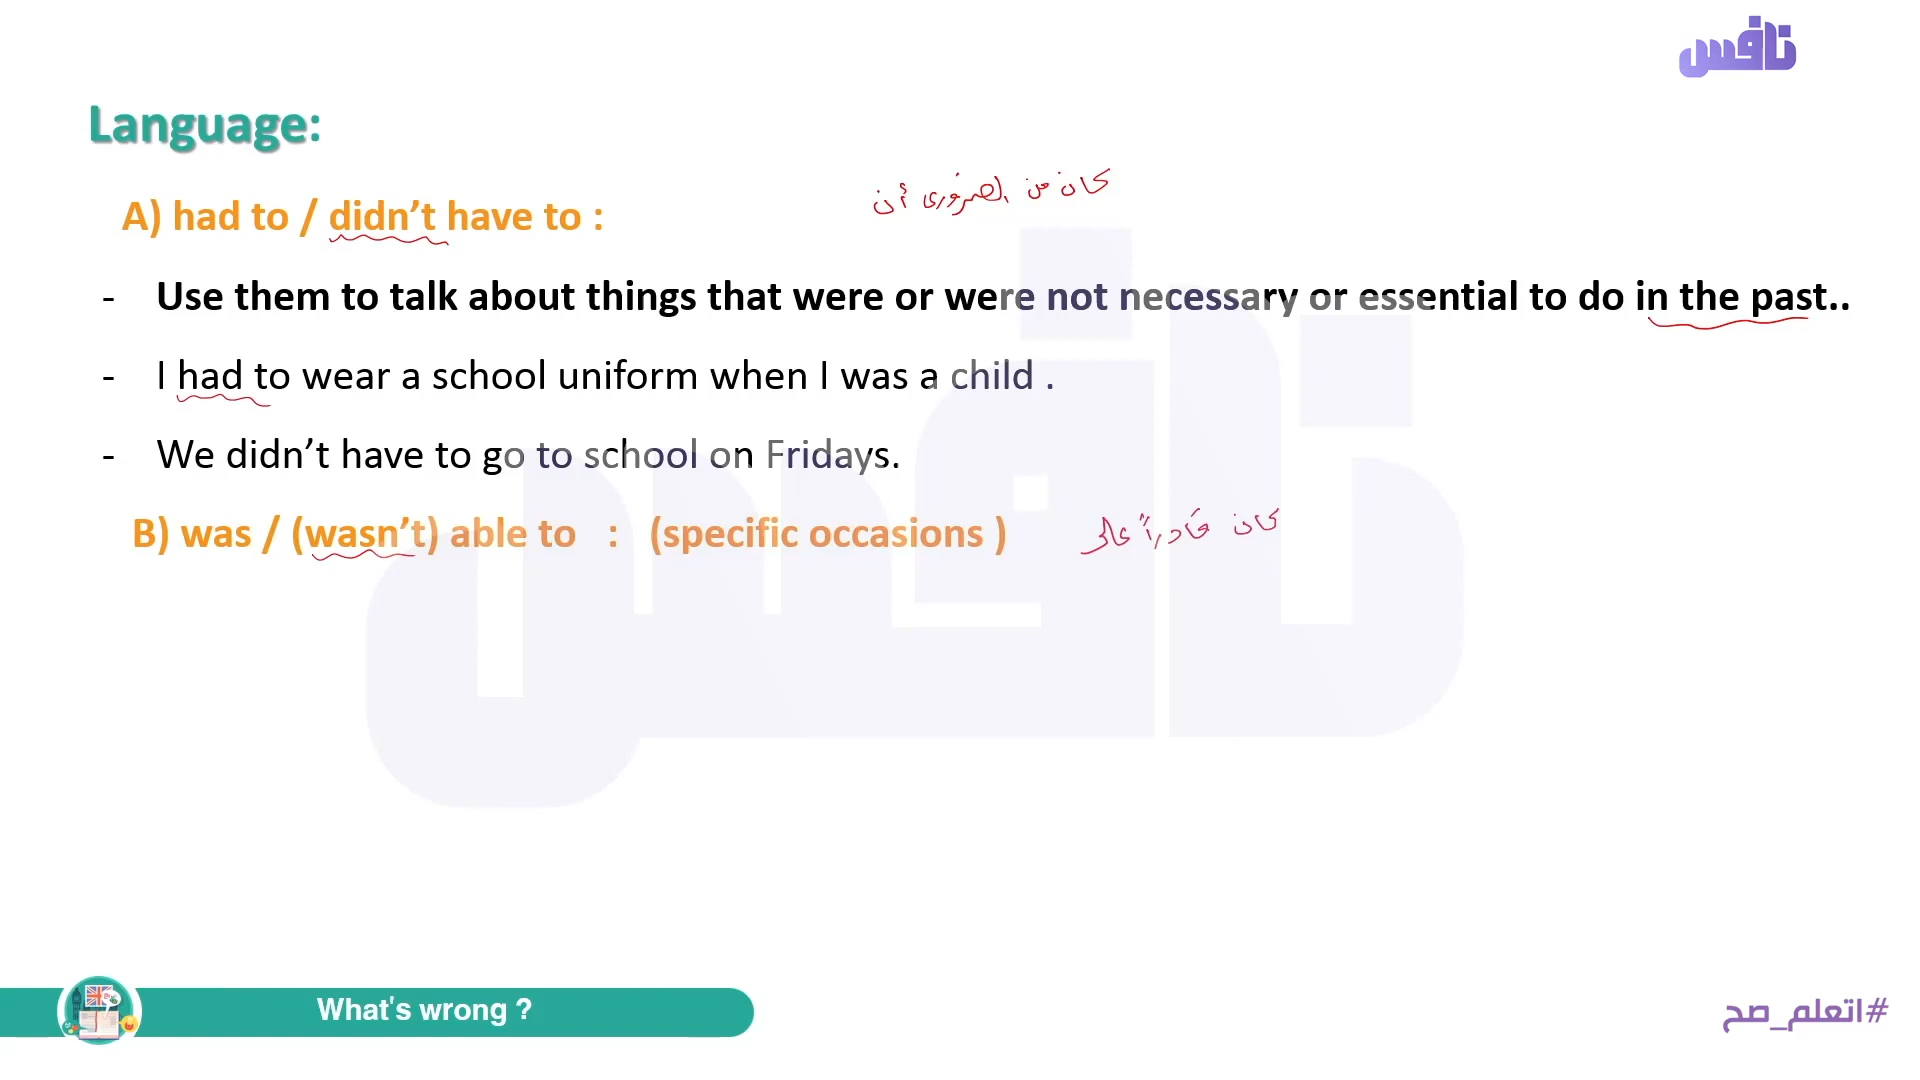 نافس
Language:
كان من الضروري أن
A) had to / didn’t have to :
- Use them to talk about things that were or were not necessary or essential to do in the past..
- I had to wear a school uniform when I was a child .
- We didn’t have to go to school on Fridays.
B) was / (wasn’t) able to : (specific occasions ) كان قادراً على
What's wrong ?
#اتعلم_صح